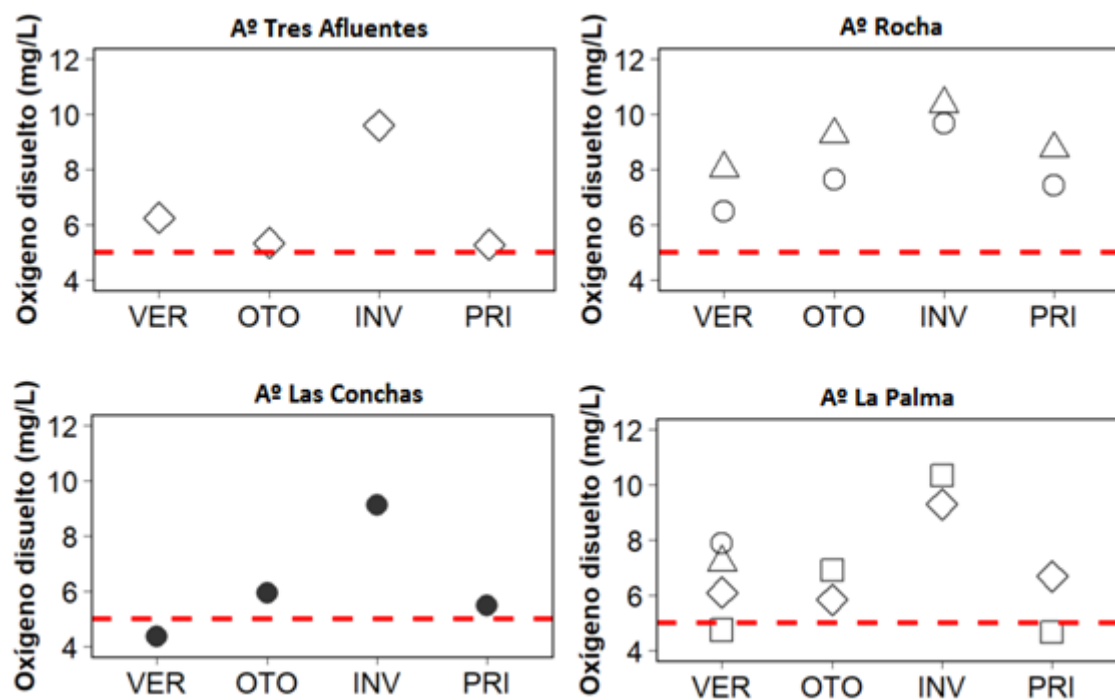 Aº Tres Afluentes
Oxígeno disuelto (mg/L)
12
10
8
6
4
VER OTO INV PRI
Aº Rocha
Oxígeno disuelto (mg/L)
12
10
8
6
4
VER OTO INV PRI
Aº Las Conchas
Oxígeno disuelto (mg/L)
12
10
8
6
4
VER OTO INV PRI
Aº La Palma
Oxígeno disuelto (mg/L)
12
10
8
6
4
VER OTO INV PRI